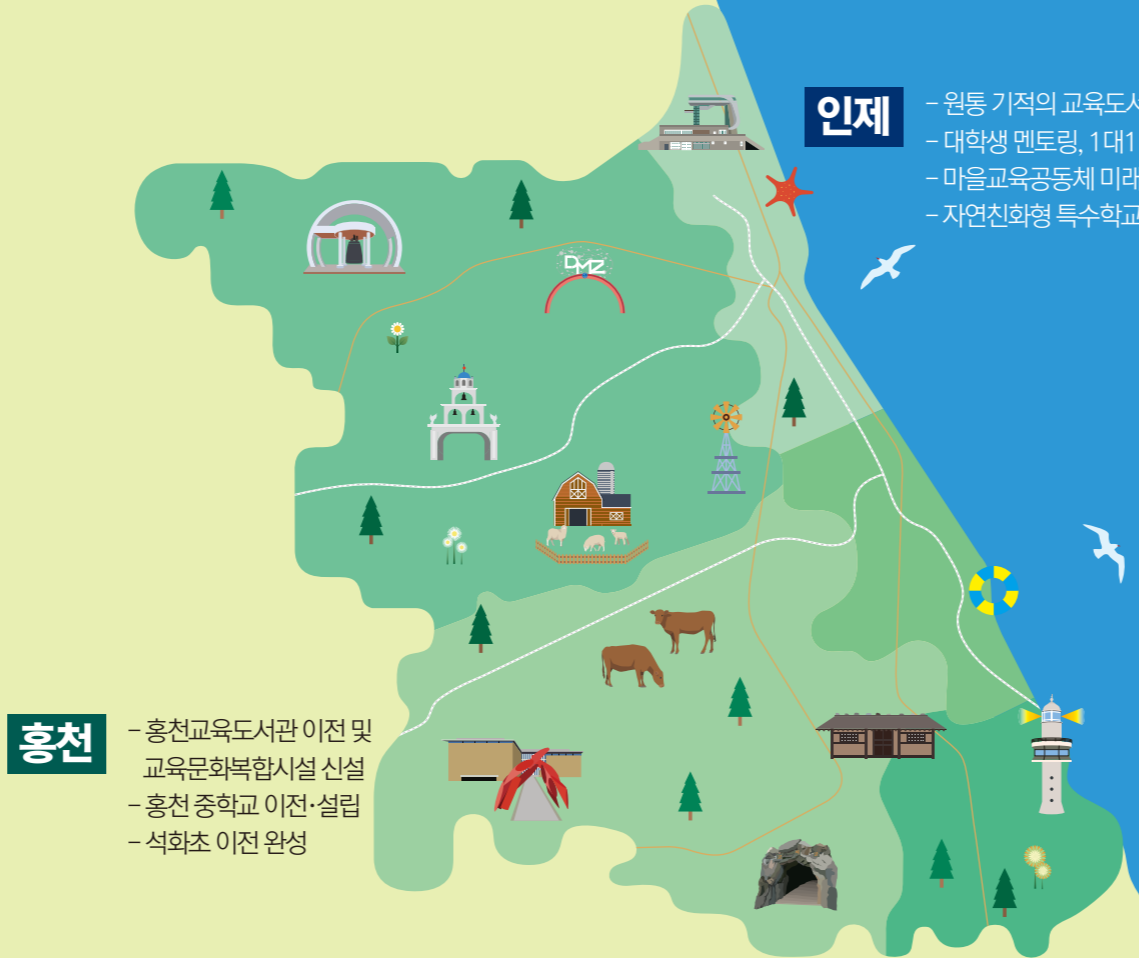 인제
- 원통 기적의 교육도서
- 대학생 멘토링, 1대1
- 마을교육공동체 미래
- 자연친화형 특수학교
DMZ
홍천
- 홍천교육도서관 이전 및
교육문화복합시설 신설
- 홍천 중학교 이전·설립
- 석화초 이전 완성